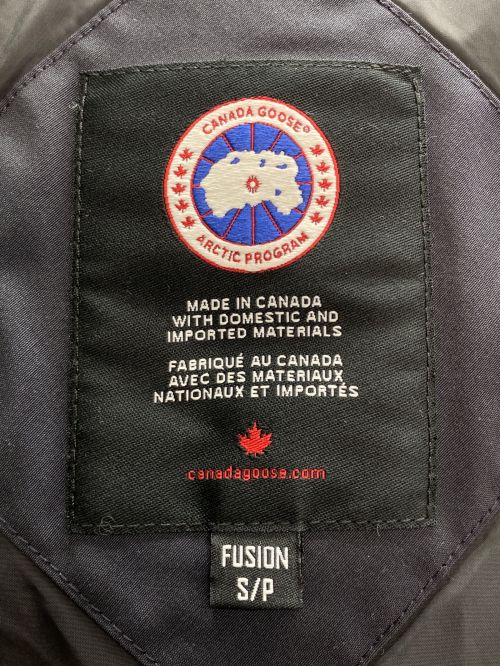 CANADA GOOSE®
ARCTIC PROGRAM
MADE IN CANADA
WITH DOMESTIC AND
IMPORTED MATERIALS
FABRIQUÉ AU CANADA
AVEC DES MATERIAUX
NATIONAUX ET IMPORTÉS
canadagoose.com
FUSION
S/P